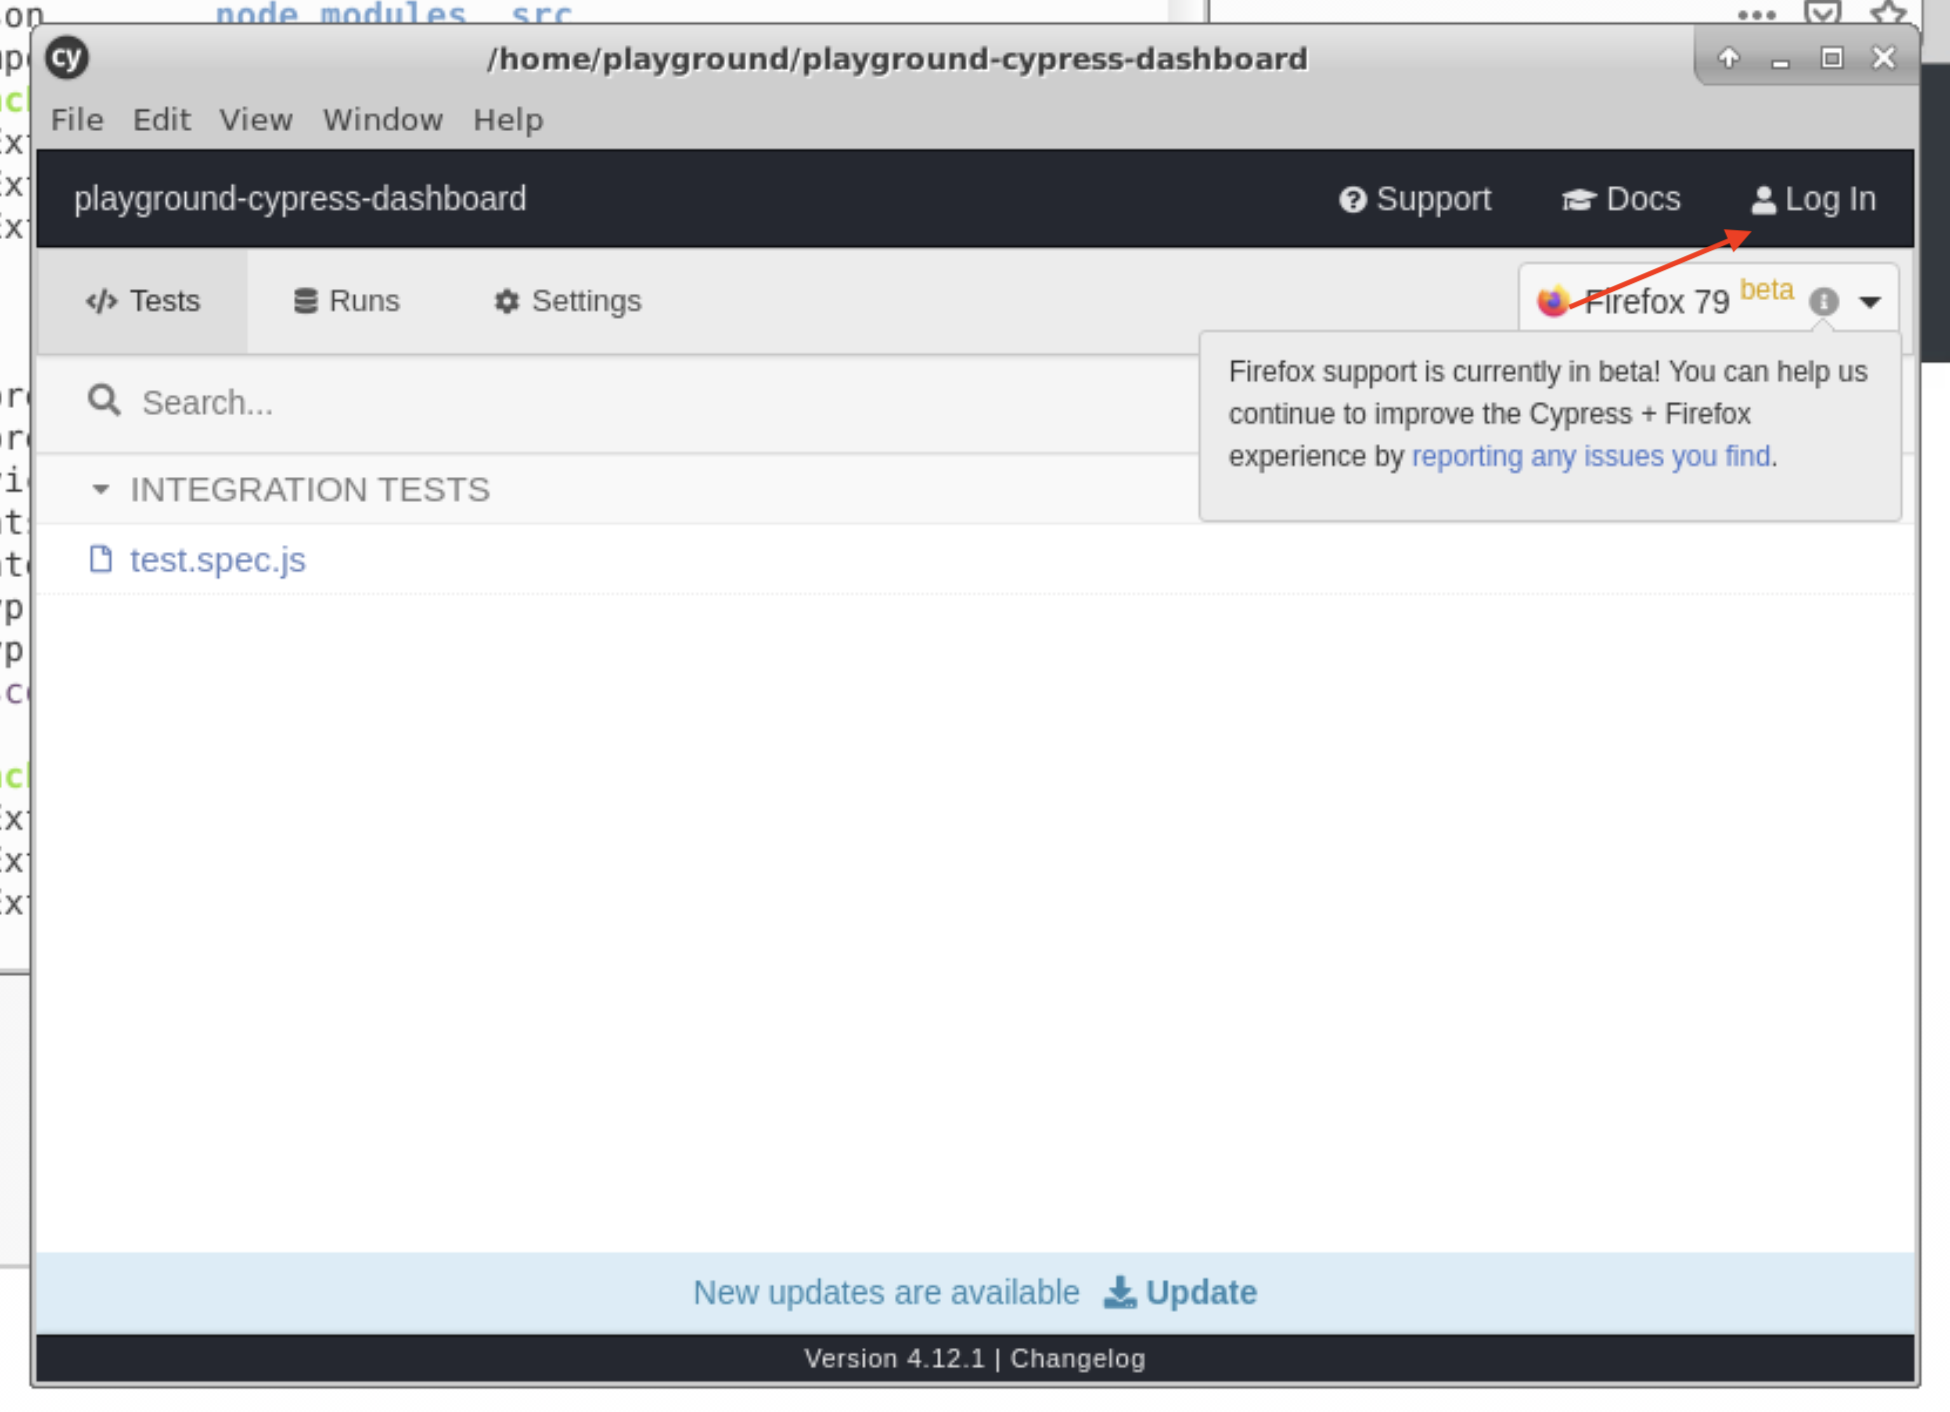 node_modules src
cy
/home/playground/playground-cypress-dashboard
File Edit View Window Help
playground-cypress-dashboard Support Docs Log In
</> Tests Runs Settings Firefox 79 beta
Firefox support is currently in beta! You can help us
continue to improve the Cypress + Firefox
experience by reporting any issues you find.
Search...
INTEGRATION TESTS
test.spec.js
New updates are available Update
Version 4.12.1 | Changelog